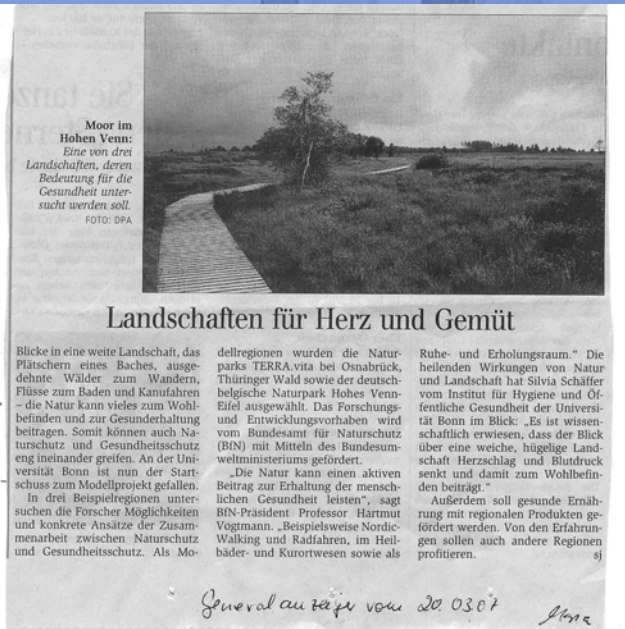 Moor im
Hohen Venn:
Eine von drei
Landschaften, deren
Bedeutung für die
Gesundheit unter-
sucht werden soll.
FOTO: DPA
Landschaften für Herz und Gemüt
Blicke in eine weite Landschaft, das
Plätschern eines Baches, ausge-
dehnte Wälder zum Wandern,
Flüsse zum Baden und Kanufahren
– die Natur kann vieles zum Wohl-
befinden und zur Gesunderhaltung
beitragen. Somit können auch Na-
turschutz und Gesundheitsschutz
eng ineinander greifen. An der Uni-
versität Bonn ist nun der Start-
schuss zum Modellprojekt gefallen.
In drei Beispielregionen unter-
suchen die Forscher Möglichkeiten
und konkrete Ansätze der Zusam-
menarbeit zwischen Naturschutz
und Gesundheitsschutz. Als Mo-
dellregionen wurden die Natur-
parks TERRA.vita bei Osnabrück,
Thüringer Wald sowie der deutsch-
belgische Naturpark Hohes Venn-
Eifel ausgewählt. Das Forschungs-
und Entwicklungsvorhaben wird
vom Bundesamt für Naturschutz
(BfN) mit Mitteln des Bundesum-
weltministeriums gefördert.
„Die Natur kann einen aktiven
Beitrag zur Erhaltung der mensch-
lichen Gesundheit leisten“, sagt
BfN-Präsident Professor Hartmut
Vogtmann. „Beispielsweise Nordic-
Walking und Radfahren, im Heil-
bäder- und Kurortwesen sowie als
Ruhe- und Erholungsraum.“ Die
heilenden Wirkungen von Natur
und Landschaft hat Silvia Schäffer
vom Institut für Hygiene und Öf-
fentliche Gesundheit der Universi-
tät Bonn im Blick: „Es ist wissen-
schaftlich erwiesen, dass der Blick
über eine weiche, hügelige Land-
schaft Herzschlag und Blutdruck
senkt und damit zum Wohlbefin-
den beiträgt.“
Außerdem soll gesunde Ernäh-
rung mit regionalen Produkten ge-
fördert werden. Von den Erfahrun-
gen sollen auch andere Regionen
profitieren. sj
Generalanzeiger vom 20.03.07